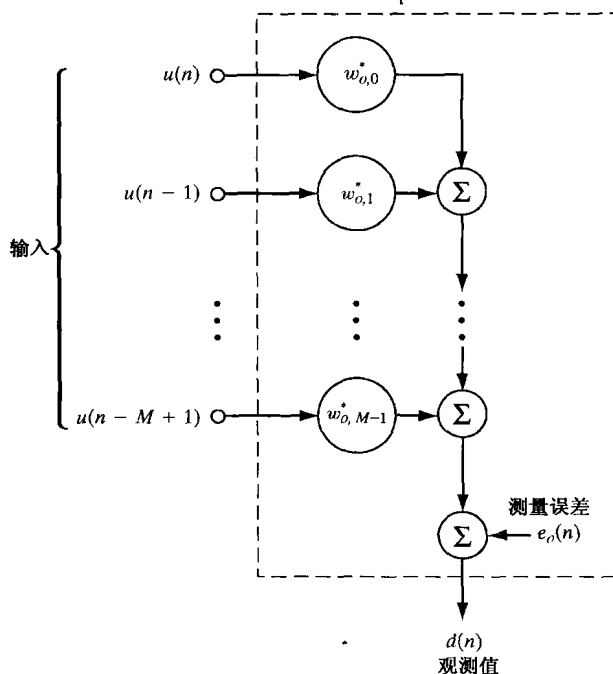 u(n)
w*o,0
u(n − 1)
w*o,1
Σ
输入
u(n − M + 1)
w*o, M−1
Σ
测量误差
Σ
eo(n)
d(n)
观测值